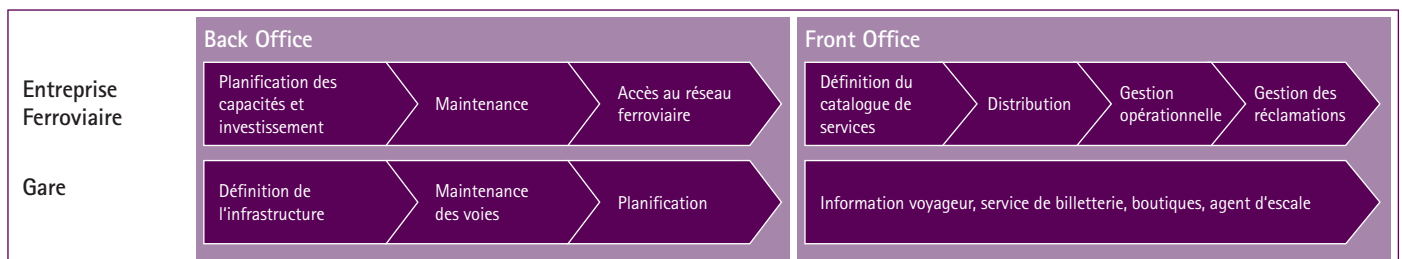 Back Office
Front Office
Entreprise
Ferroviaire
Planification des
capacités et
investissement
Maintenance
Accès au réseau
ferroviaire
Définition du
catalogue de
services
Distribution
Gestion
opérationnelle
Gestion des
réclamations
Gare
Définition de
l'infrastructure
Maintenance
des voies
Planification
Information voyageur, service de billetterie, boutiques, agent d'escale